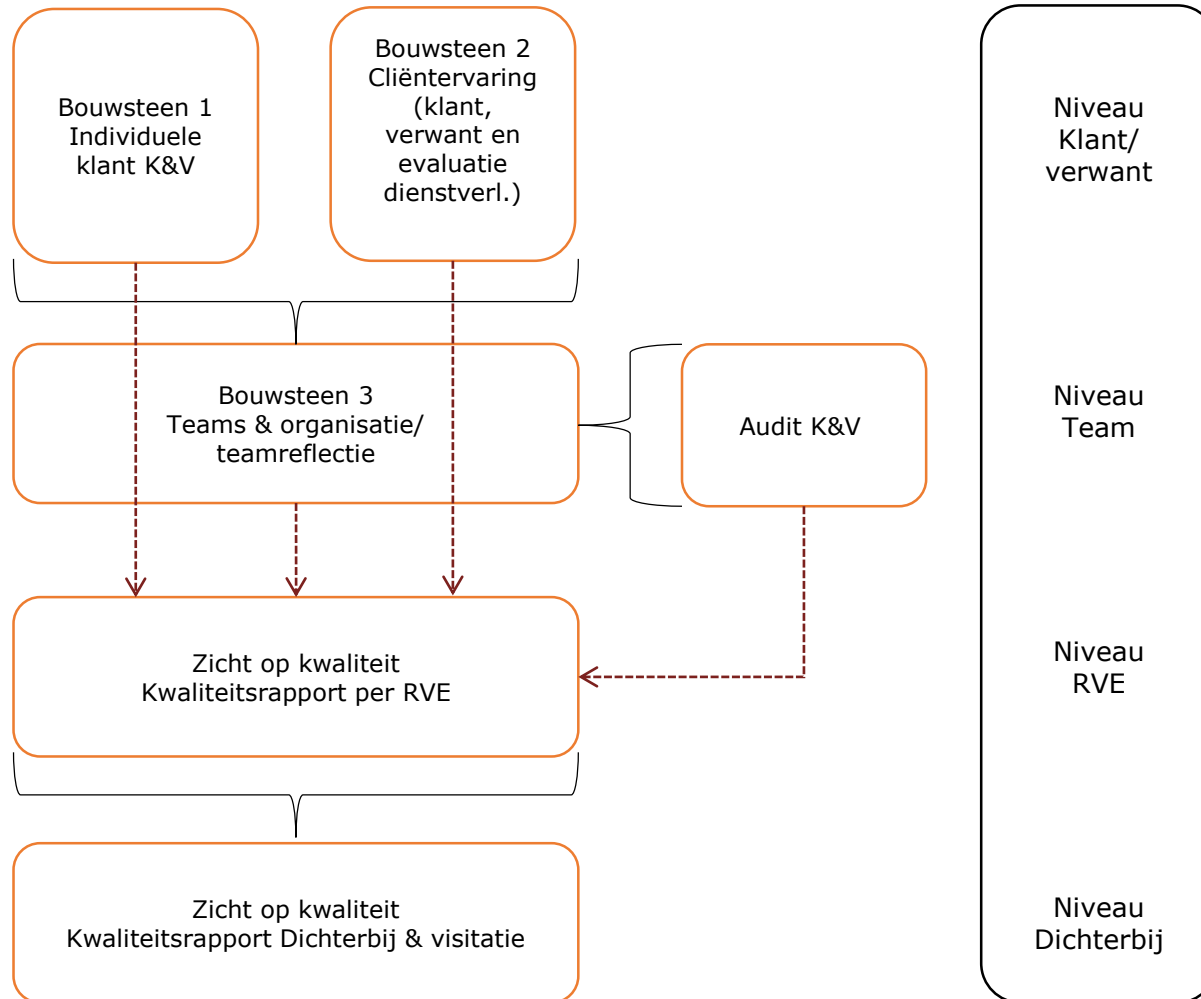 Bouwsteen 1
Individuele
klant K&V
Bouwsteen 2
Cliëntervaring
(klant,
verwant en
evaluatie
dienstverl.)
Niveau
Klant/
verwant
Bouwsteen 3
Teams & organisatie/
teamreflectie
Audit K&V
Niveau
Team
Zicht op kwaliteit
Kwaliteitsrapport per RVE
Niveau
RVE
Zicht op kwaliteit
Kwaliteitsrapport Dichterbij & visitatie
Niveau
Dichterbij